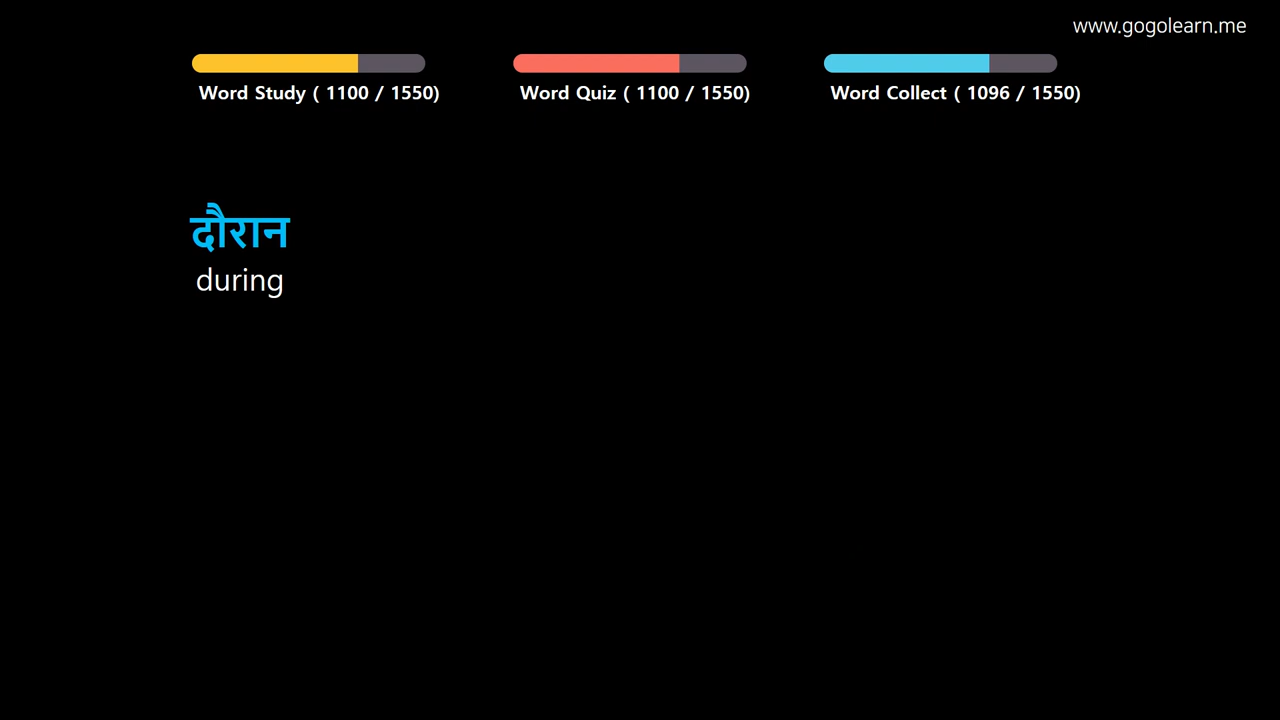 www.gogolearn.me
Word Study ( 1100 / 1550)
Word Quiz ( 1100 / 1550)
Word Collect ( 1096 / 1550)
दौरान
during